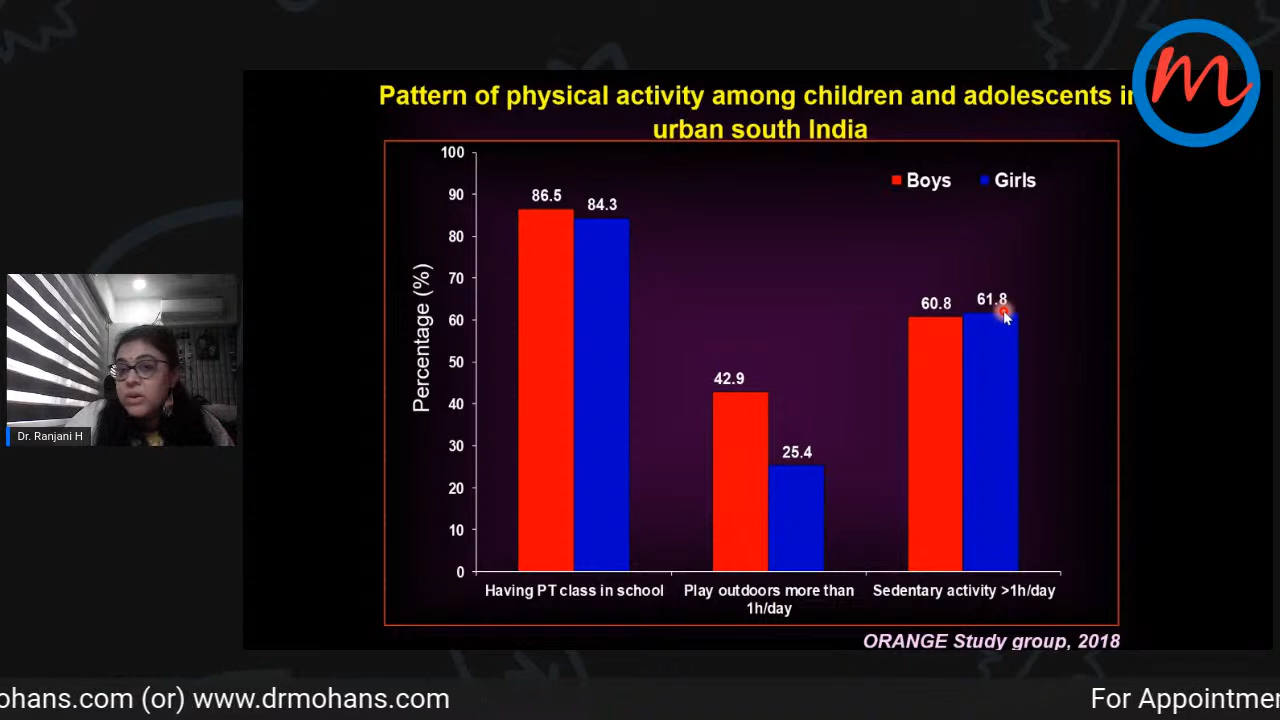 Pattern of physical activity among children and adolescents in
urban south India
m
Boys
Girls
Percentage (%)
100
90
80
70
60
50
40
30
20
10
0
86.5
84.3
42.9
25.4
60.8
61.8
Having PT class in school
Play outdoors more than
1h/day
Sedentary activity >1h/day
ORANGE Study group, 2018
Dr. Ranjani H
ohans.com (or) www.drmohans.com
For Appointmen